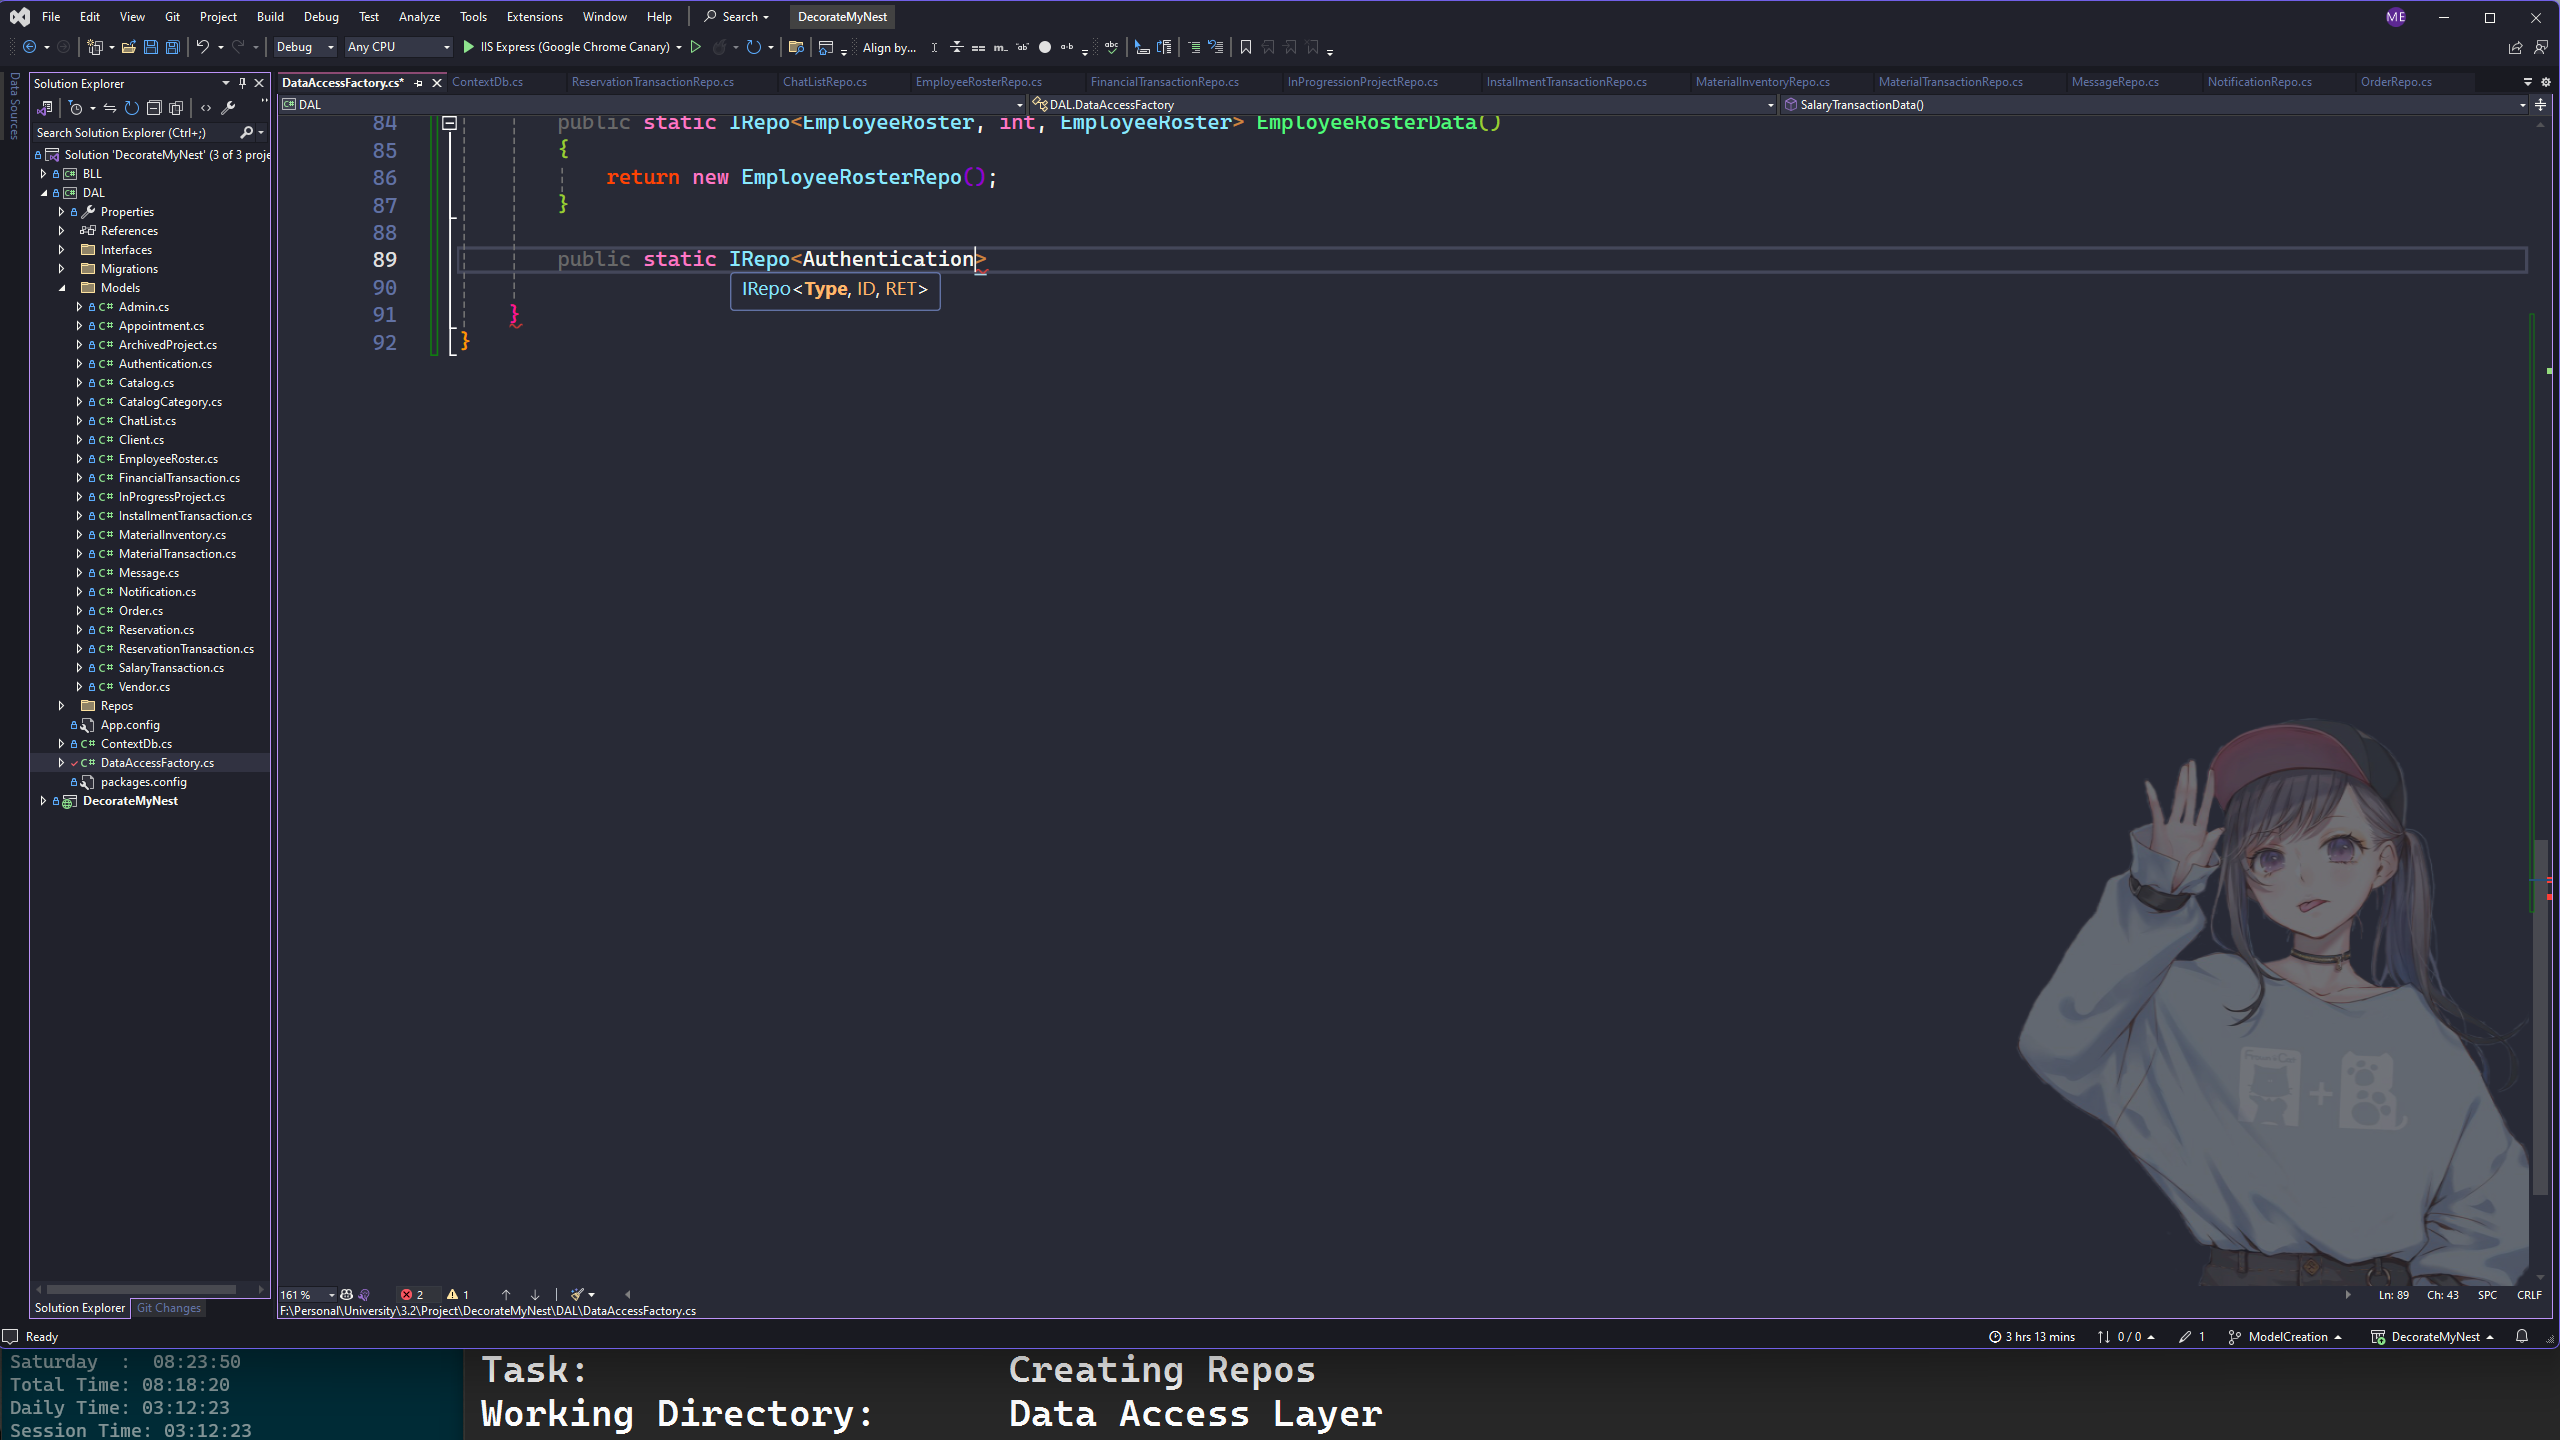 File Edit View Git Project Build Debug Test Analyze Tools Extensions Window Help Search DecorateMyNest ME
Debug Any CPU IIS Express (Google Chrome Canary) Align by...
Data Sources
Solution Explorer
Search Solution Explorer (Ctrl+;)
Solution 'DecorateMyNest' (3 of 3 proje
BLL
DAL
Properties
References
Interfaces
Migrations
Models
Admin.cs
Appointment.cs
ArchivedProject.cs
Authentication.cs
Catalog.cs
CatalogCategory.cs
ChatList.cs
Client.cs
EmployeeRoster.cs
FinancialTransaction.cs
InProgressProject.cs
InstallmentTransaction.cs
MaterialInventory.cs
MaterialTransaction.cs
Message.cs
Notification.cs
Order.cs
Reservation.cs
ReservationTransaction.cs
SalaryTransaction.cs
Vendor.cs
Repos
App.config
ContextDb.cs
DataAccessFactory.cs
packages.config
DecorateMyNest
Solution Explorer Git Changes
DataAccessFactory.cs* ContextDb.cs ReservationTransactionRepo.cs ChatListRepo.cs EmployeeRosterRepo.cs FinancialTransactionRepo.cs InProgressionProjectRepo.cs InstallmentTransactionRepo.cs MaterialInventoryRepo.cs MaterialTransactionRepo.cs MessageRepo.cs NotificationRepo.cs OrderRepo.cs
DAL DAL.DataAccessFactory SalaryTransactionData()
84 public static IRepo<EmployeeRoster, int, EmployeeRoster> EmployeeRosterData()
85 {
86 return new EmployeeRosterRepo();
87 }
88
89 public static IRepo<Authentication>
IRepo<Type, ID, RET>
90
91 }
92 }
161 % 2 1 Ln: 89 Ch: 43 SPC CRLF
F:\Personal\University\3.2\Project\DecorateMyNest\DAL\DataAccessFactory.cs
Ready 3 hrs 13 mins 0 / 0 1 ModelCreation DecorateMyNest
Saturday : 08:23:50
Total Time: 08:18:20
Daily Time: 03:12:23
Session Time: 03:12:23
Task: Creating Repos
Working Directory: Data Access Layer